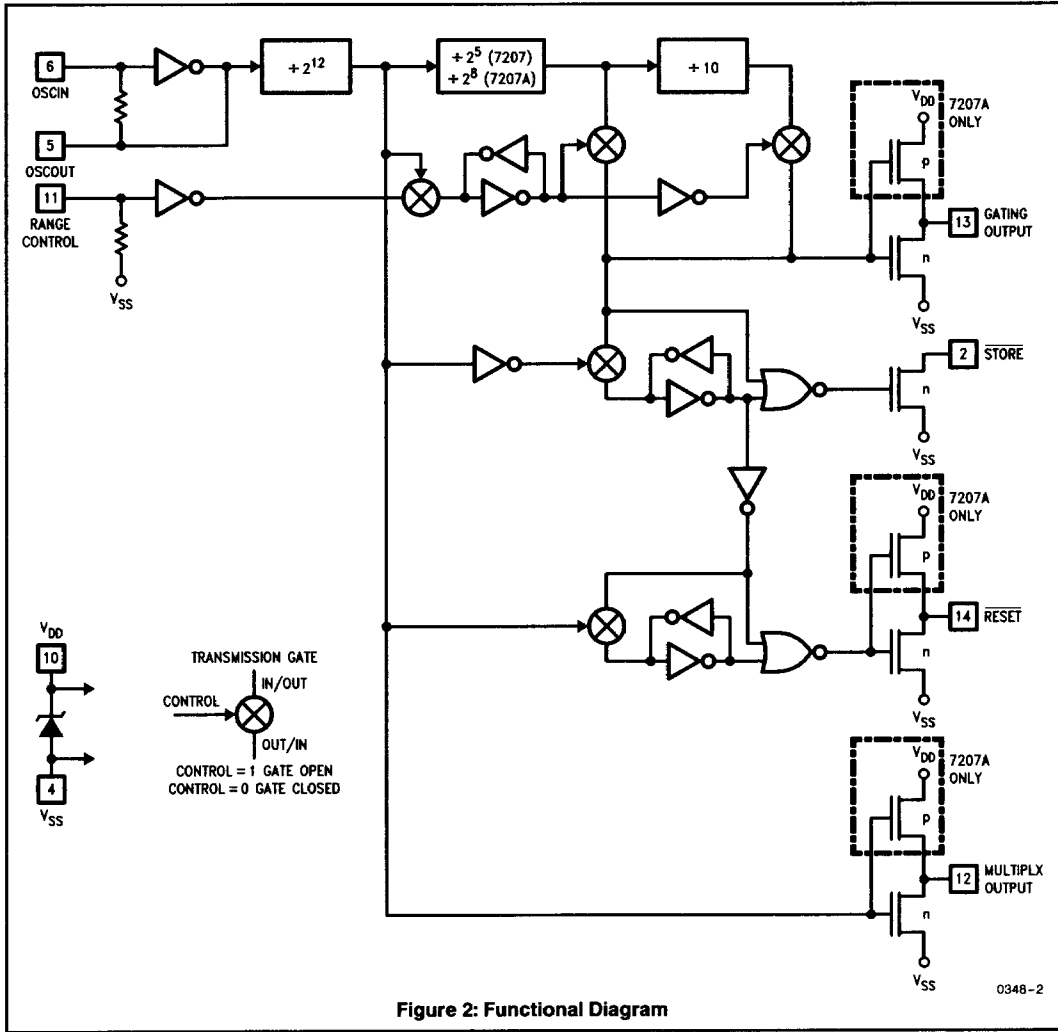 6
OSCIN
5
OSCOUT
11
RANGE
CONTROL
VSS
÷ 2^12
÷ 2^5 (7207)
÷ 2^8 (7207A)
÷ 10
VDD
7207A
ONLY
p
13
GATING
OUTPUT
n
VSS
2
STORE
n
VSS
VDD
7207A
ONLY
p
14
RESET
n
VSS
VDD
10
4
VSS
TRANSMISSION GATE
IN/OUT
CONTROL
OUT/IN
CONTROL = 1 GATE OPEN
CONTROL = 0 GATE CLOSED
VDD
7207A
ONLY
p
12
MULTIPLX
OUTPUT
n
VSS
0348-2
Figure 2: Functional Diagram